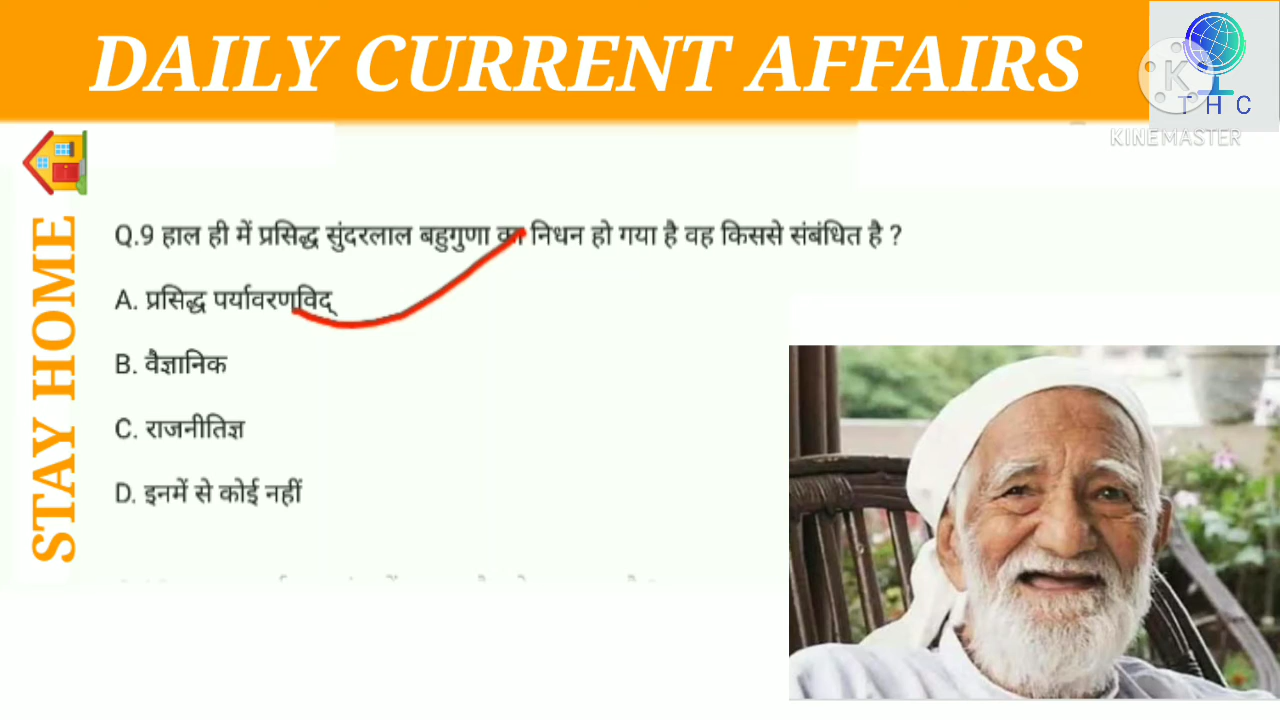 DAILY CURRENT AFFAIRS
K
T H C
KINEMASTER
STAY HOME
Q.9 हाल ही में प्रसिद्ध सुंदरलाल बहुगुणा का निधन हो गया है वह किससे संबंधित है ?
A. प्रसिद्ध पर्यावरणविद्
B. वैज्ञानिक
C. राजनीतिज्ञ
D. इनमें से कोई नहीं